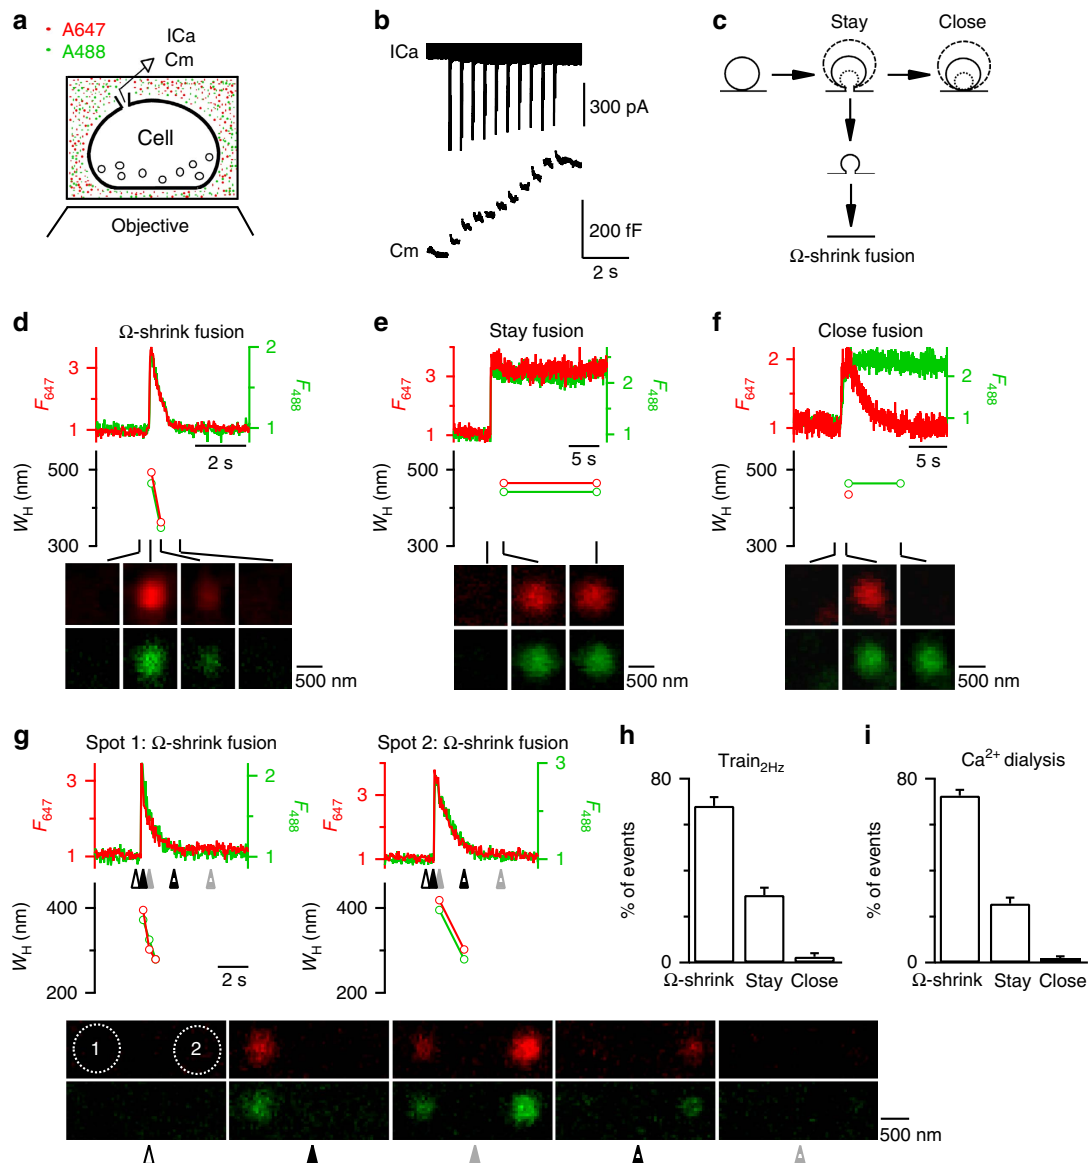 a
A647
A488
ICa
Cm
Cell
Objective
b
ICa
300 pA
Cm
200 fF
2 s
c
Stay
Close
Ω-shrink fusion
d
Ω-shrink fusion
F647
3
1
2
1
F488
2 s
WH (nm)
500
300
500 nm
e
Stay fusion
F647
3
1
2
1
F488
5 s
WH (nm)
500
300
500 nm
f
Close fusion
F647
2
1
2
1
F488
5 s
WH (nm)
500
300
500 nm
g
Spot 1: Ω-shrink fusion
F647
3
1
2
1
F488
WH (nm)
400
200
2 s
Spot 2: Ω-shrink fusion
F647
3
1
3
1
F488
WH (nm)
400
200
1
2
500 nm
h
Train2Hz
% of events
80
0
Ω-shrink
Stay
Close
i
Ca2+ dialysis
% of events
80
0
Ω-shrink
Stay
Close